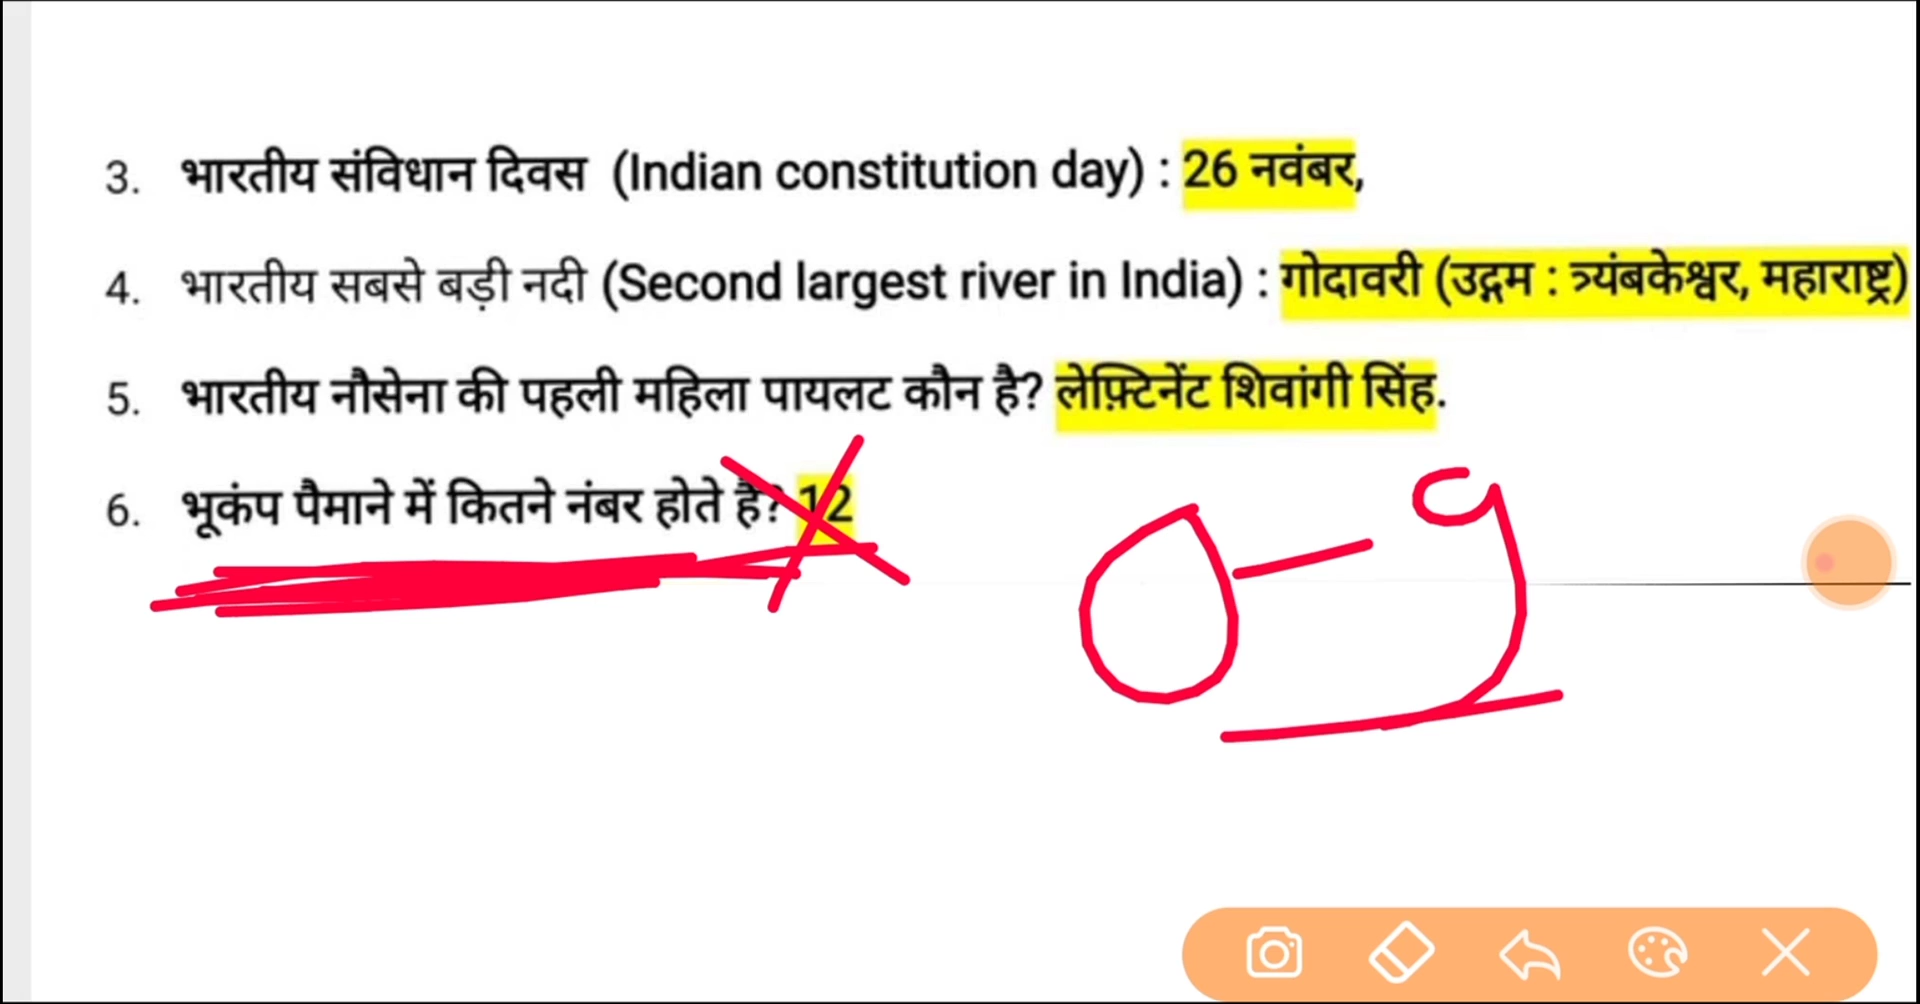 3. भारतीय संविधान दिवस (Indian constitution day) : 26 नवंबर,
4. भारतीय सबसे बड़ी नदी (Second largest river in India) : गोदावरी (उद्गम : त्र्यंबकेश्वर, महाराष्ट्र)
5. भारतीय नौसेना की पहली महिला पायलट कौन है? लेफ़्टिनेंट शिवांगी सिंह.
6. भूकंप पैमाने में कितने नंबर होते है? 12
0-9